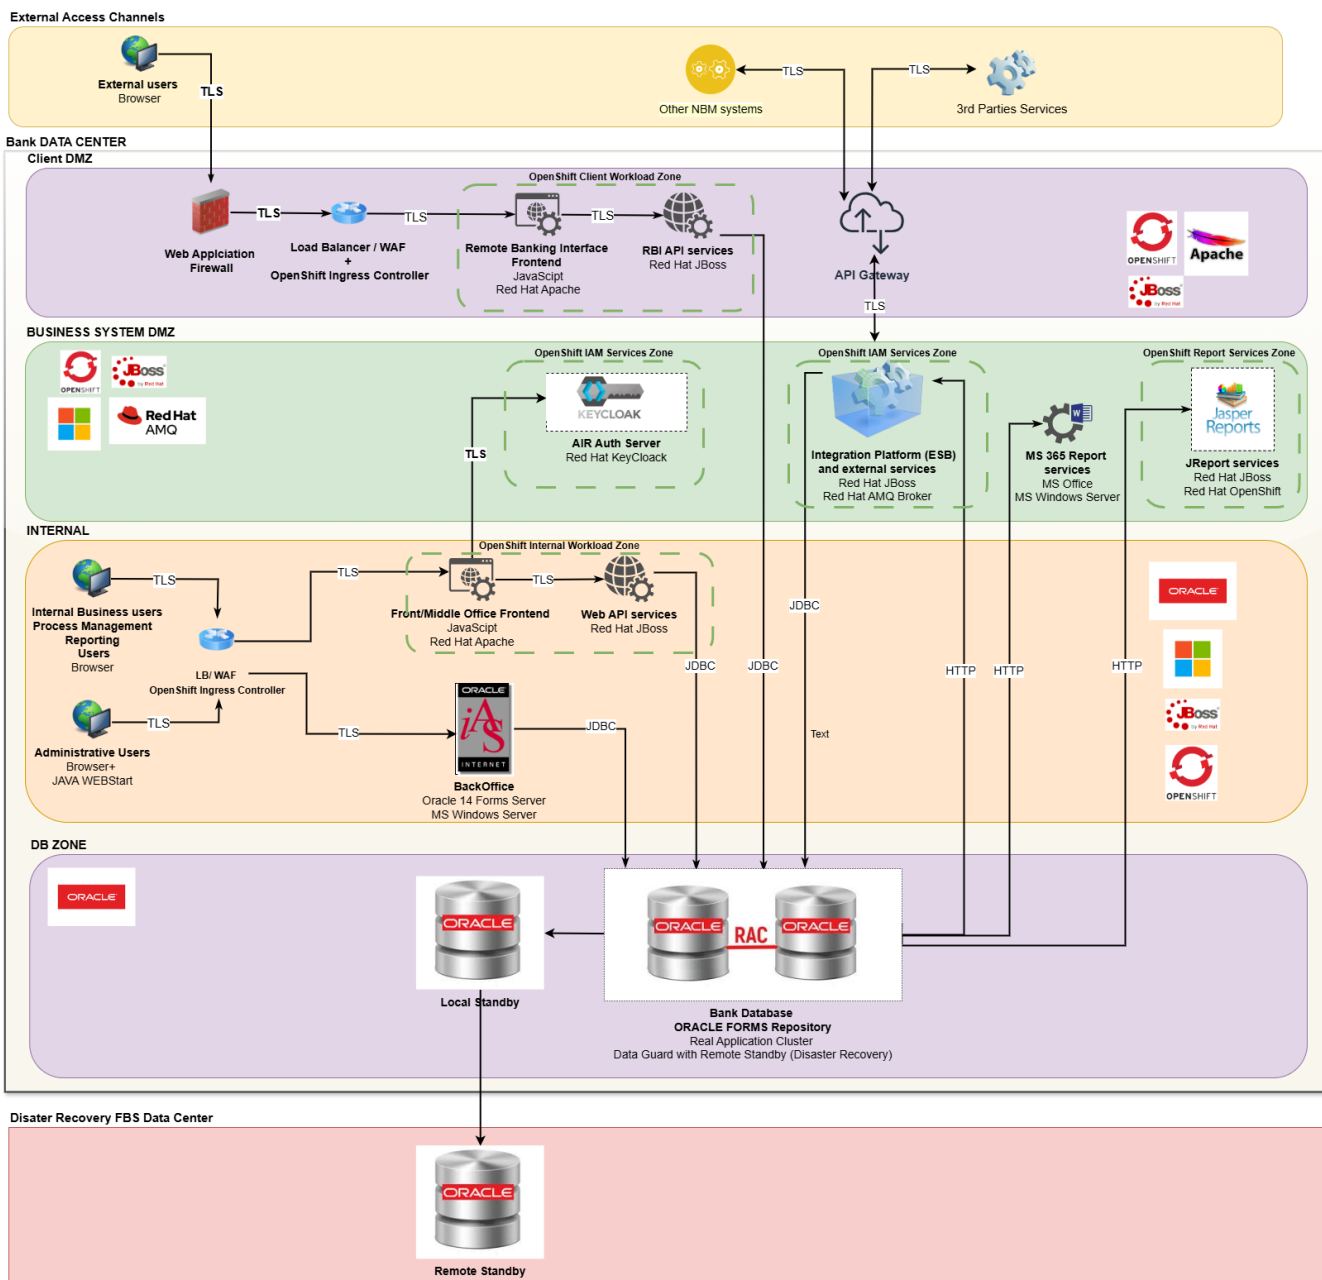 External Access Channels
External users
Browser
TLS
TLS
TLS
Other NBM systems
3rd Parties Services
Bank DATA CENTER
Client DMZ
OpenShift Client Workload Zone
TLS
TLS
TLS
Web Applciation
Firewall
Load Balancer / WAF
+
OpenShift Ingress Controller
Remote Banking Interface
Frontend
JavaScipt
Red Hat Apache
RBI API services
Red Hat JBoss
API Gateway
TLS
OPENSHIFT
Apache
JBoss
by Red Hat
BUSINESS SYSTEM DMZ
OPENSHIFT
JBoss
by Red Hat
Red Hat
AMQ
OpenShift IAM Services Zone
KEYCLOAK
AIR Auth Server
Red Hat KeyCloack
TLS
OpenShift IAM Services Zone
Integration Platform (ESB)
and external services
Red Hat JBoss
Red Hat AMQ Broker
W
MS 365 Report
services
MS Office
MS Windows Server
OpenShift Report Services Zone
Jasper
Reports
JReport services
Red Hat JBoss
Red Hat OpenShift
INTERNAL
OpenShift Internal Workload Zone
TLS
TLS
TLS
Internal Business users
Process Management
Reporting
Users
Browser
Front/Middle Office Frontend
JavaScipt
Red Hat Apache
Web API services
Red Hat JBoss
LB/ WAF
OpenShift Ingress Controller
TLS
TLS
Administrative Users
Browser+
JAVA WEBStart
ORACLE
iAS
INTERNET
BackOffice
Oracle 14 Forms Server
MS Windows Server
JDBC
JDBC
JDBC
JDBC
Text
HTTP
HTTP
HTTP
ORACLE
JBoss
by Red Hat
OPENSHIFT
DB ZONE
ORACLE
ORACLE
Local Standby
ORACLE
RAC
ORACLE
Bank Database
ORACLE FORMS Repository
Real Application Cluster
Data Guard with Remote Standby (Disaster Recovery)
Disater Recovery FBS Data Center
ORACLE
Remote Standby